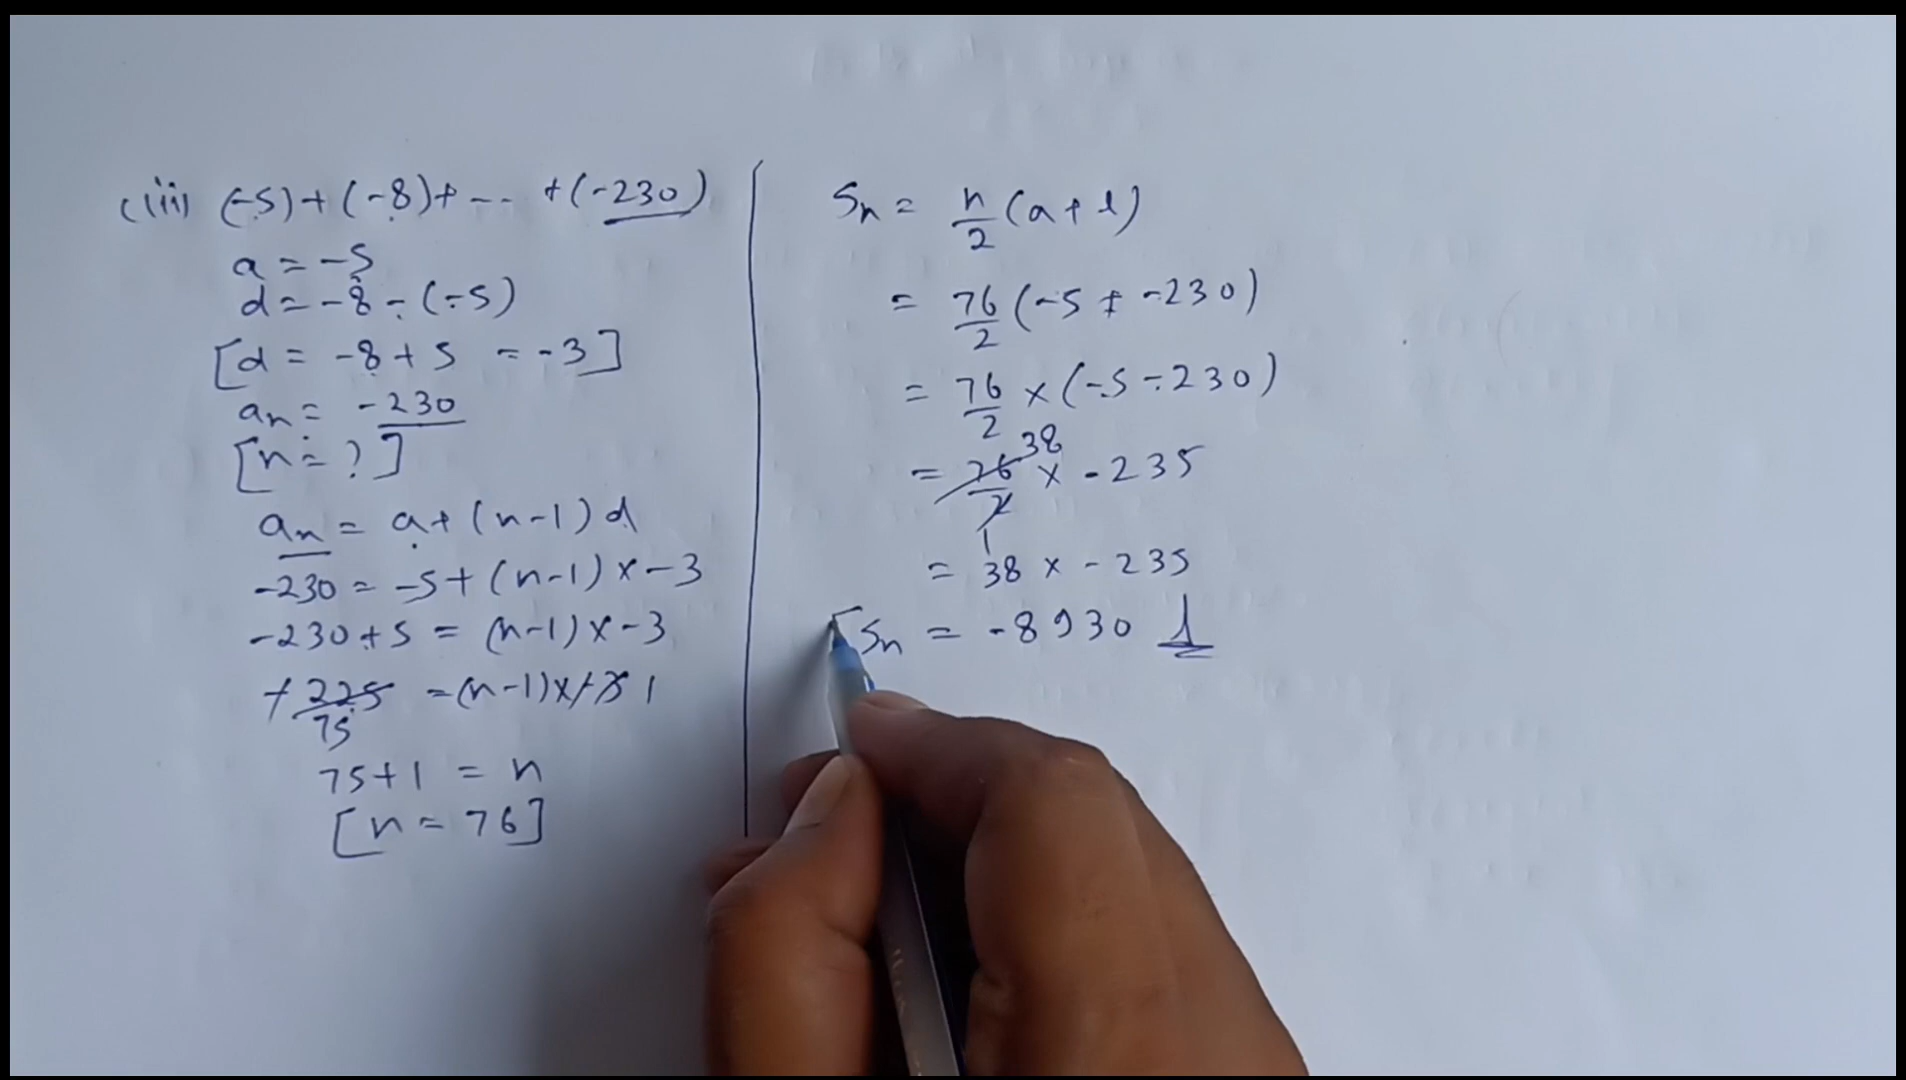 (iii) (-5)+(-8)+-- +(-230)
a = -5
d = -8 - (-5)
[d = -8+5 = -3]
an = -230
[n = ?]
an = a+(n-1)d
-230 = -5+(n-1)x-3
-230+5 = (n-1)x-3
+225 =(n-1)x+3 1
75
75+1 = n
[n = 76]
Sn = n/2 (a+l)
= 76/2 (-5 + -230)
= 76/2 x (-5-230)
38
= 76/2 x -235
1
= 38 x -235
[Sn = -8930